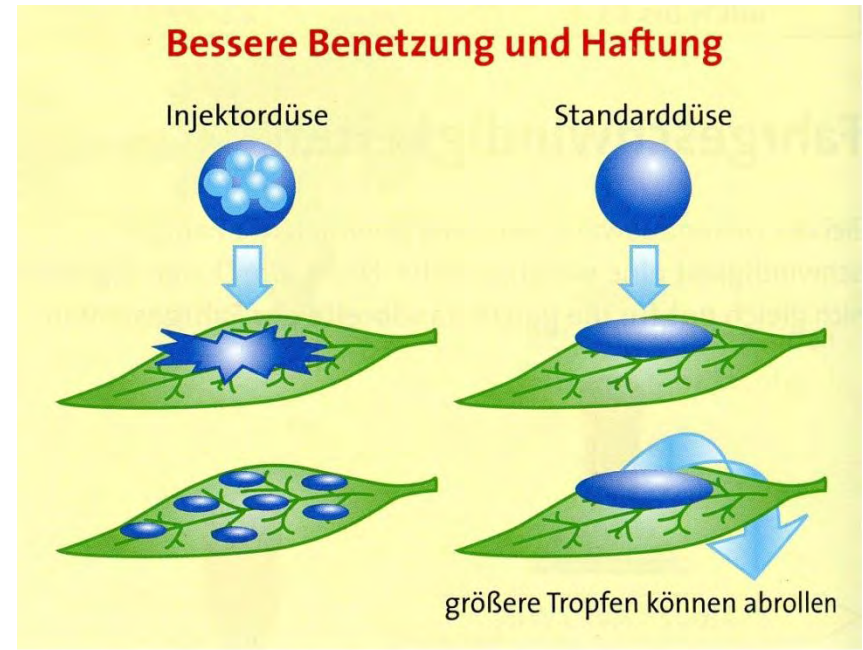 Bessere Benetzung und Haftung
Injektordüse
Standarddüse
größere Tropfen können abrollen